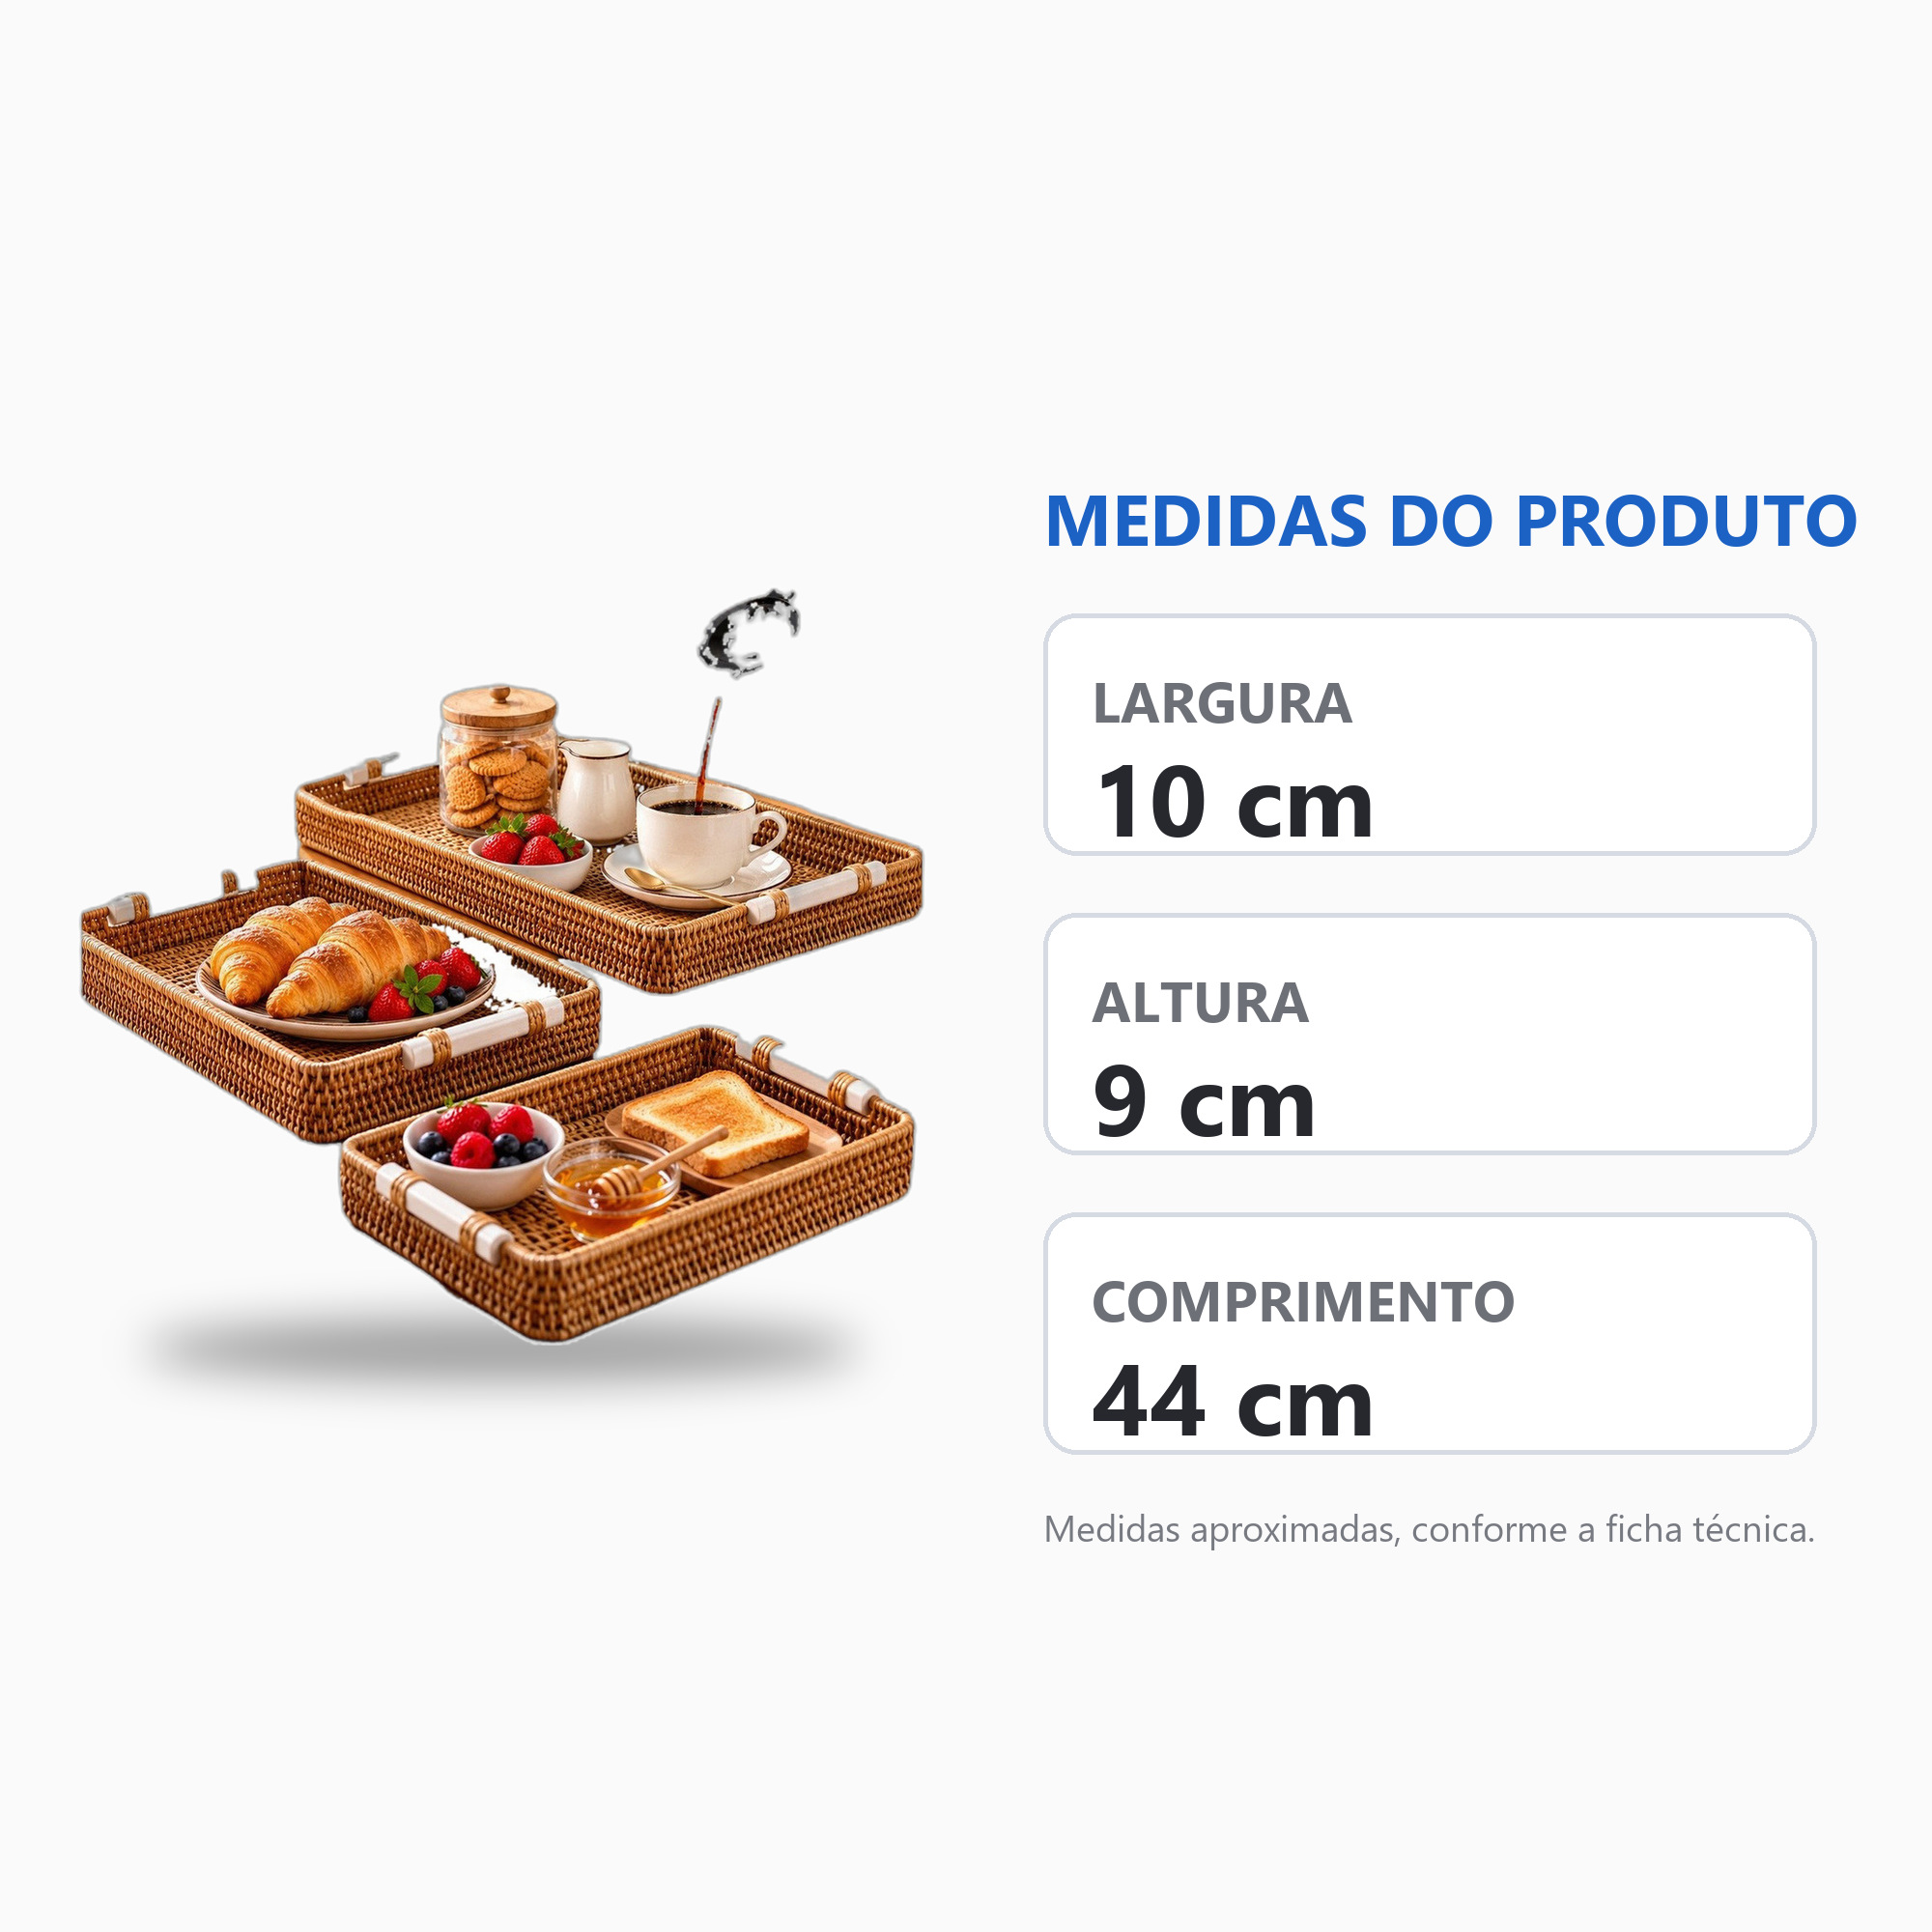 MEDIDAS DO PRODUTO
LARGURA
10 cm
ALTURA
9 cm
COMPRIMENTO
44 cm
Medidas aproximadas, conforme a ficha técnica.